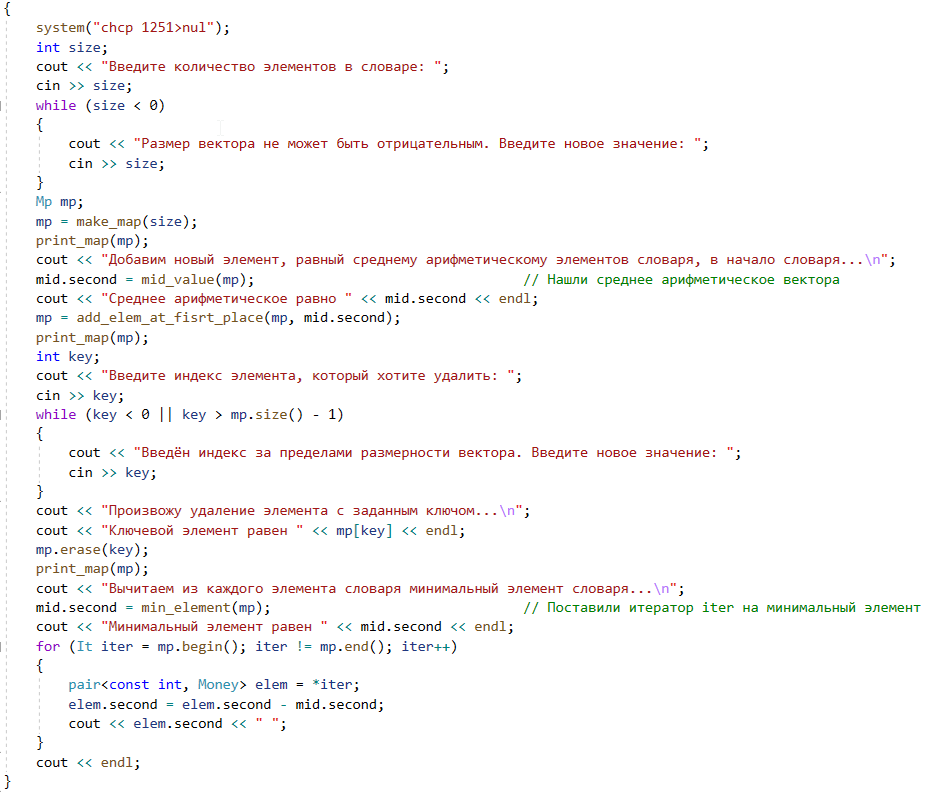 {
system("chcp 1251>nul");
int size;
cout << "Введите количество элементов в словаре: ";
cin >> size;
while (size < 0)
{
cout << "Размер вектора не может быть отрицательным. Введите новое значение: ";
cin >> size;
}
Mp mp;
mp = make_map(size);
print_map(mp);
cout << "Добавим новый элемент, равный среднему арифметическому элементов словаря, в начало словаря...\n";
mid.second = mid_value(mp); // Нашли среднее арифметическое вектора
cout << "Среднее арифметическое равно " << mid.second << endl;
mp = add_elem_at_fisrt_place(mp, mid.second);
print_map(mp);
int key;
cout << "Введите индекс элемента, который хотите удалить: ";
cin >> key;
while (key < 0 || key > mp.size() - 1)
{
cout << "Введён индекс за пределами размерности вектора. Введите новое значение: ";
cin >> key;
}
cout << "Произвожу удаление элемента с заданным ключом...\n";
cout << "Ключевой элемент равен " << mp[key] << endl;
mp.erase(key);
print_map(mp);
cout << "Вычитаем из каждого элемента словаря минимальный элемент словаря...\n";
mid.second = min_element(mp); // Поставили итератор iter на минимальный элемент
cout << "Минимальный элемент равен " << mid.second << endl;
for (It iter = mp.begin(); iter != mp.end(); iter++)
{
pair<const int, Money> elem = *iter;
elem.second = elem.second - mid.second;
cout << elem.second << " ";
}
cout << endl;
}